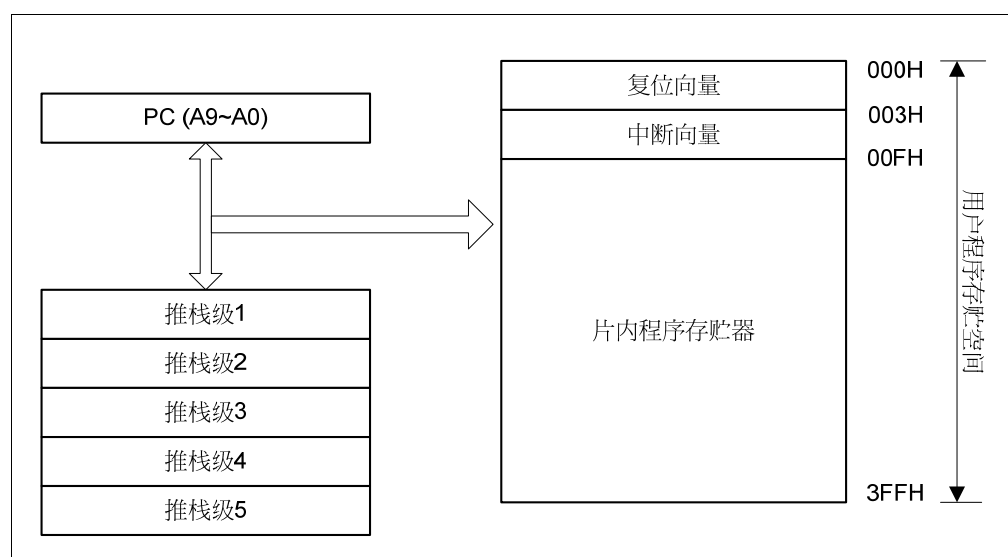 PC (A9~A0)
推栈级1
推栈级2
推栈级3
推栈级4
推栈级5
复位向量
中断向量
片内程序存贮器
000H
003H
00FH
3FFH
用户程序存贮空间